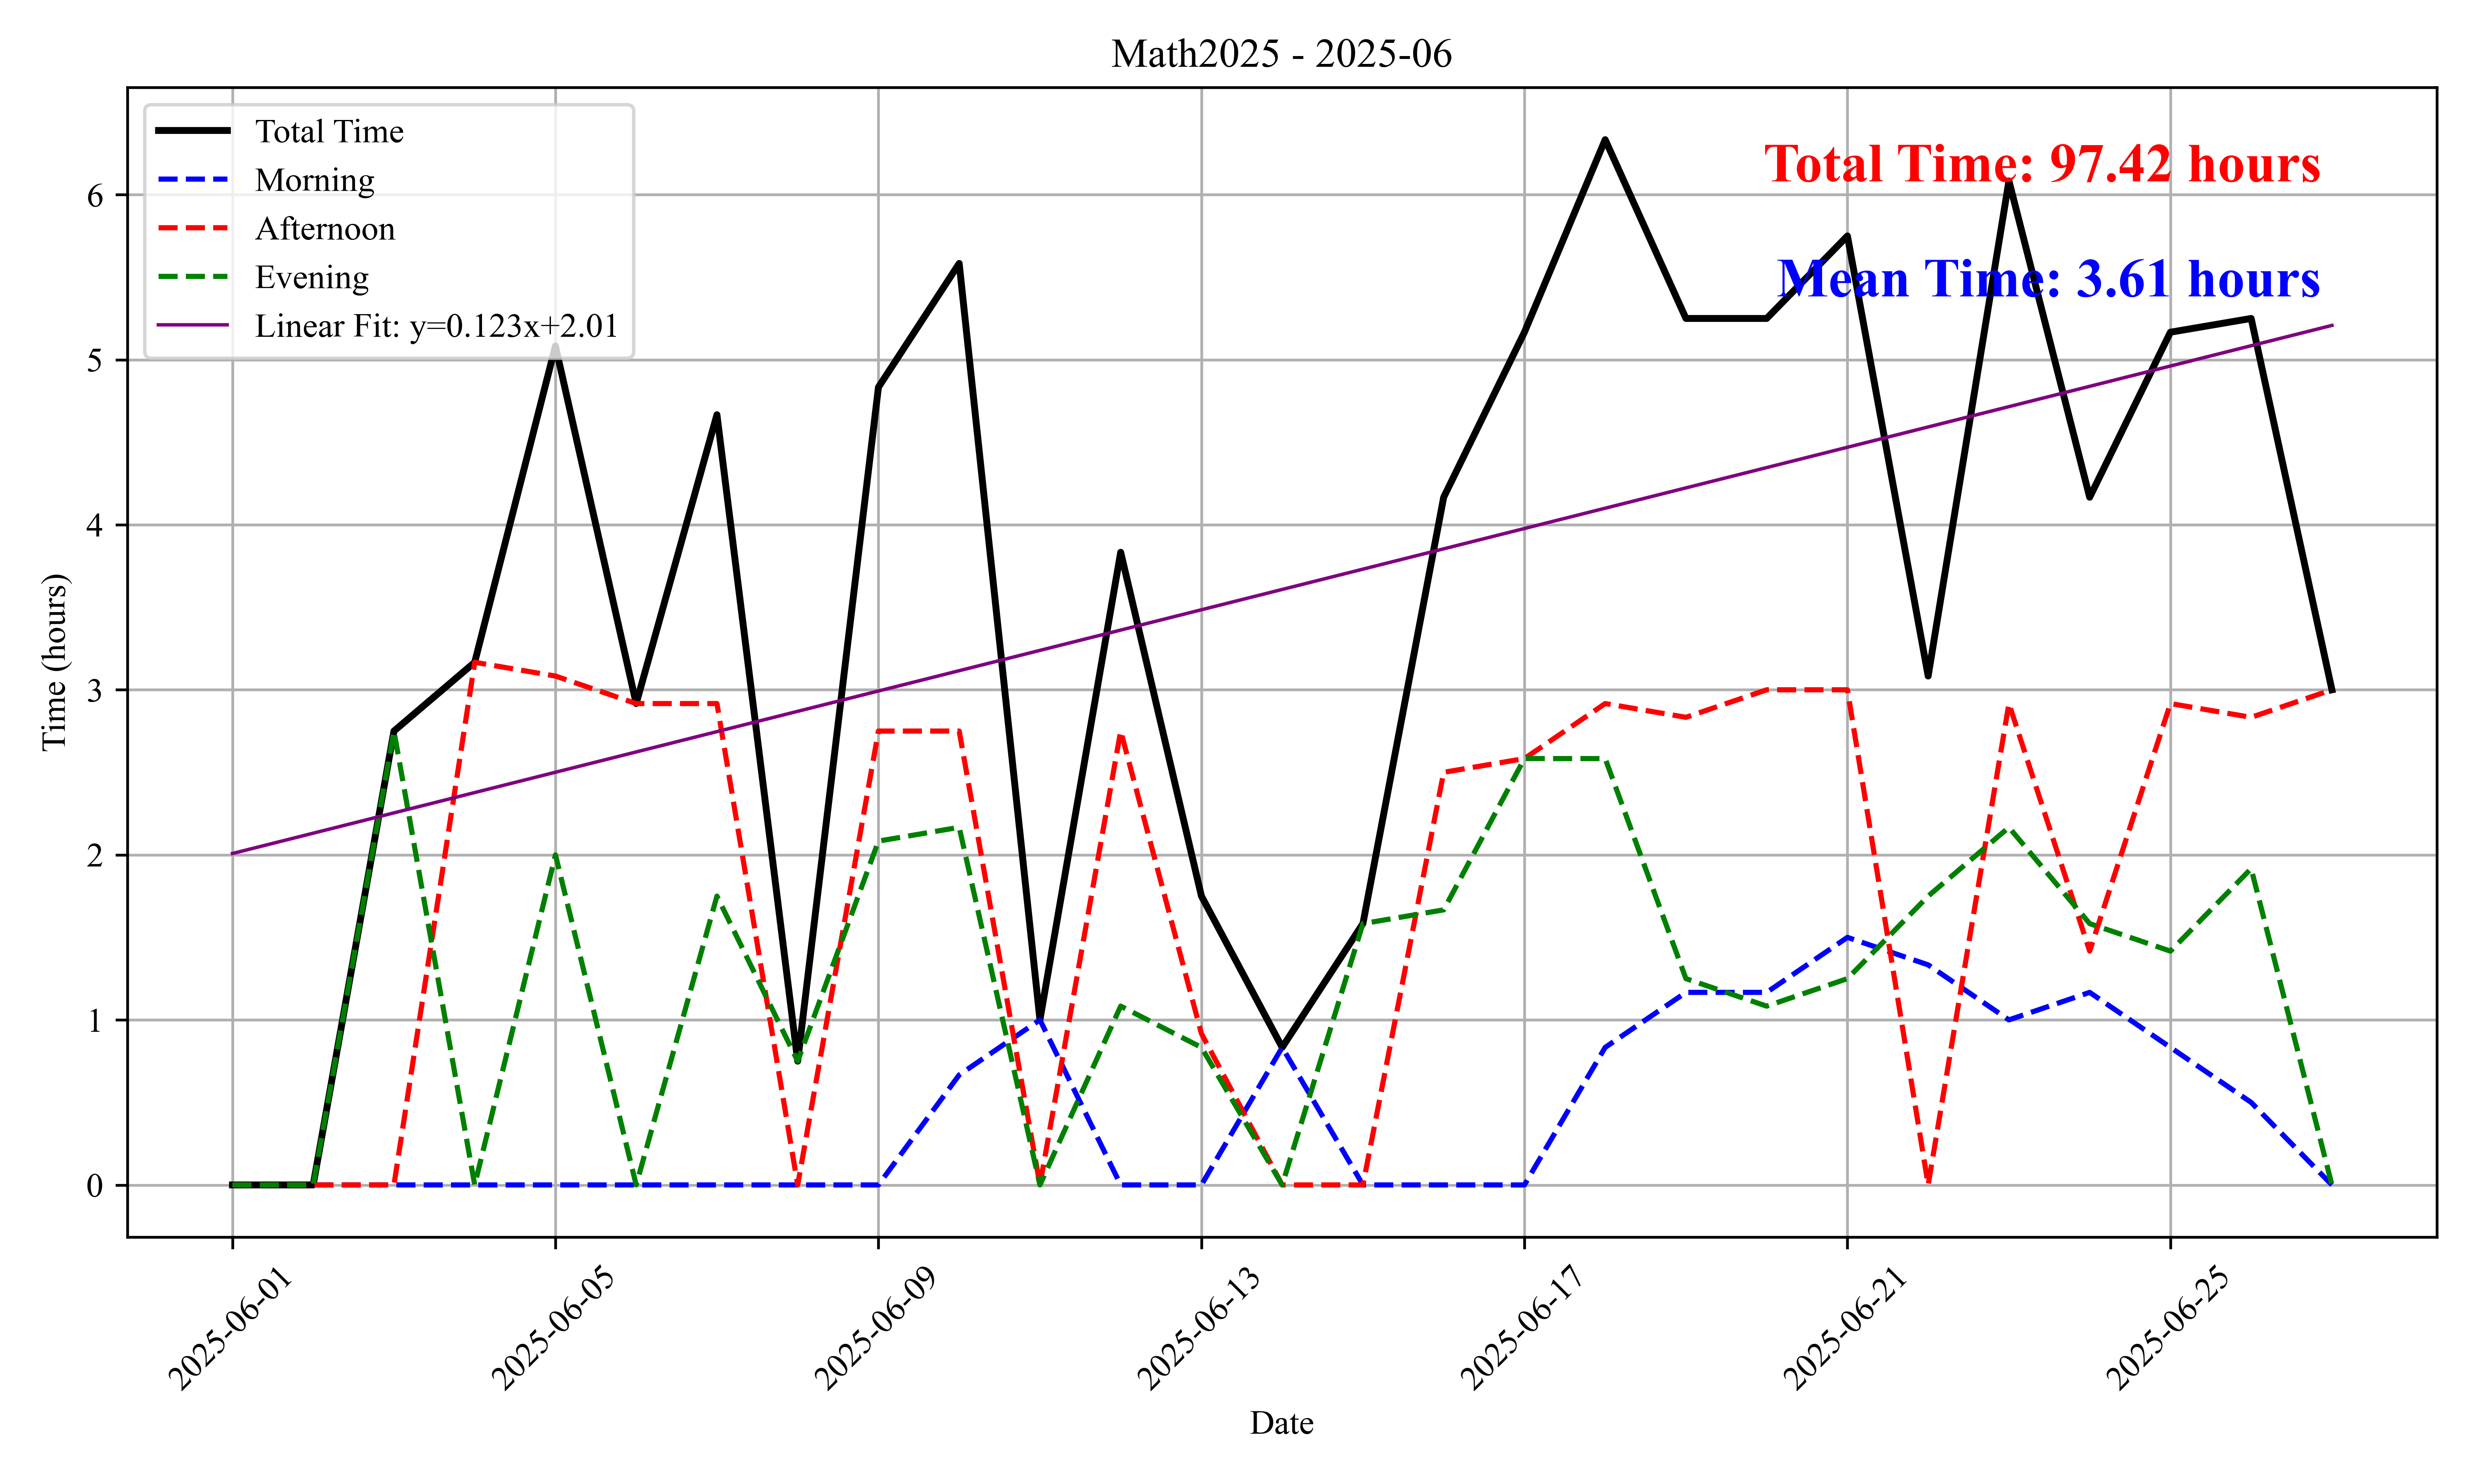 Math2025 - 2025-06
Total Time
Morning
Afternoon
Evening
Linear Fit: y=0.123x+2.01
Total Time: 97.42 hours
Mean Time: 3.61 hours
Time (hours)
6
5
4
3
2
1
0
2025-06-01
2025-06-05
2025-06-09
2025-06-13
2025-06-17
2025-06-21
2025-06-25
Date